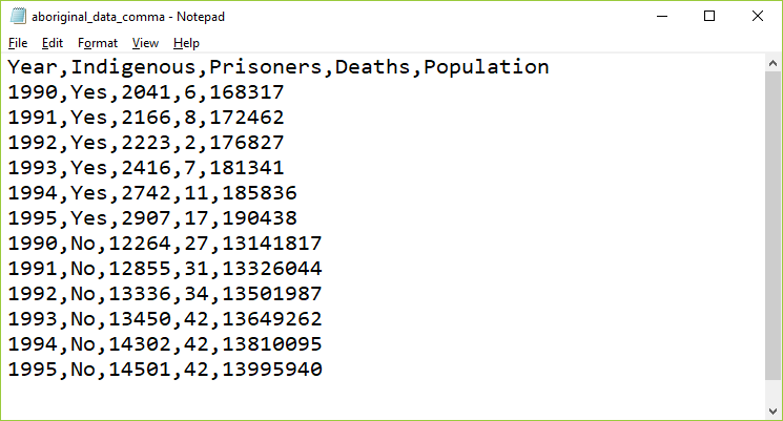 aboriginal_data_comma - Notepad
File Edit Format View Help
Year,Indigenous,Prisoners,Deaths,Population
1990,Yes,2041,6,168317
1991,Yes,2166,8,172462
1992,Yes,2223,2,176827
1993,Yes,2416,7,181341
1994,Yes,2742,11,185836
1995,Yes,2907,17,190438
1990,No,12264,27,13141817
1991,No,12855,31,13326044
1992,No,13336,34,13501987
1993,No,13450,42,13649262
1994,No,14302,42,13810095
1995,No,14501,42,13995940